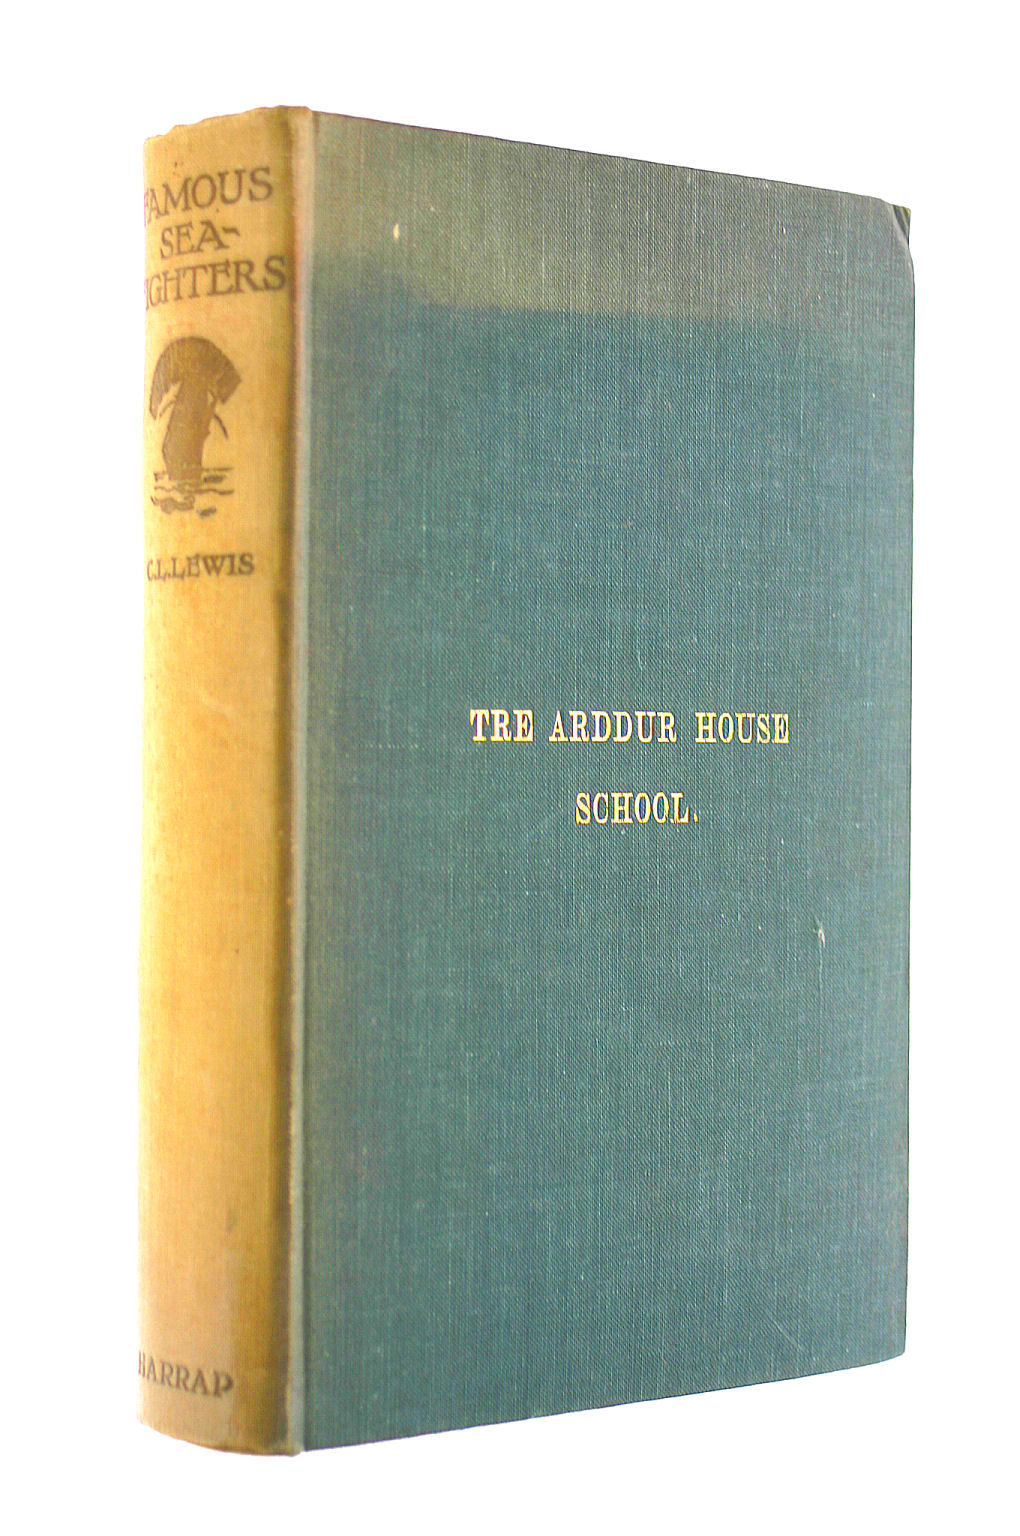 FAMOUS
SEA-
FIGHTERS
C.L.LEWIS
HARRAP
TRE ARDDUR HOUSE
SCHOOL.